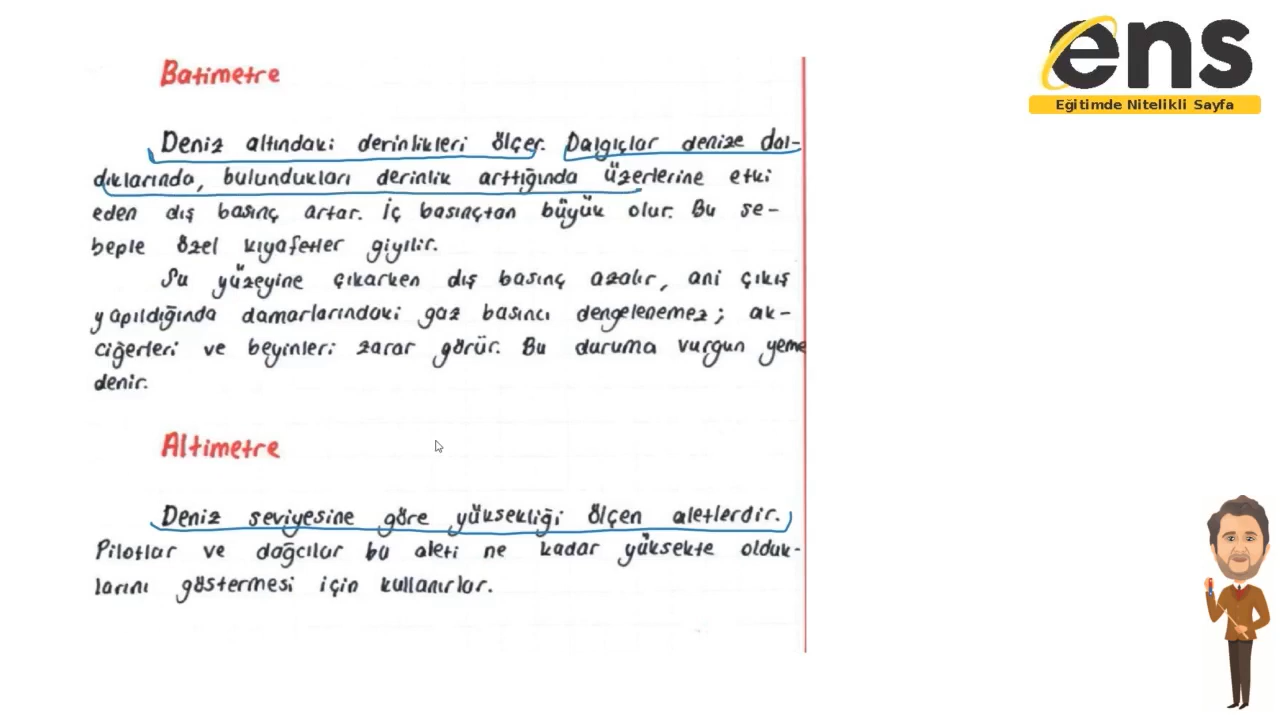 ens
Eğitimde Nitelikli Sayfa
Batimetre
Deniz altındaki derinlikleri ölçer. Dalgıçlar denize dal-
dıklarında, bulundukları derinlik arttığında üzerlerine etki
eden dış basınç artar. İç basınçtan büyük olur. Bu se-
beple özel kıyafetler giyilir.
Su yüzeyine çıkarken dış basınç azalır, ani çıkış
yapıldığında damarlarındaki gaz basıncı dengelenemez; ak-
ciğerleri ve beyinleri zarar görür. Bu duruma vurgun yeme
denir.
Altimetre
Deniz seviyesine göre yüksekliği ölçen aletlerdir.
Pilotlar ve dağcılar bu aleti ne kadar yüksekte olduk-
larını göstermesi için kullanırlar.